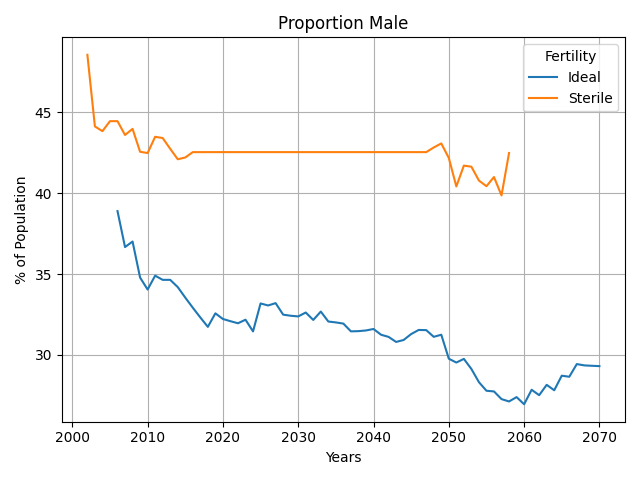 Proportion Male
Fertility
Ideal
Sterile
% of Population
45
40
35
30
2000 2010 2020 2030 2040 2050 2060 2070
Years